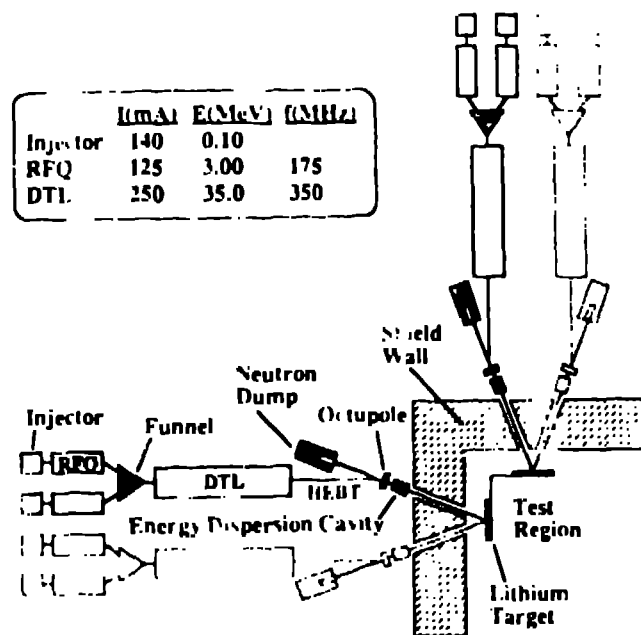 I(mA) E(MeV) f(MHz)
Injector 140 0.10
RFQ 125 3.00 175
DTL 250 35.0 350
Shield
Wall
Neutron
Dump
Octupole
Injector
Funnel
RFQ
DTL
HEBT
Energy Dispersion Cavity
Test
Region
Lithium
Target